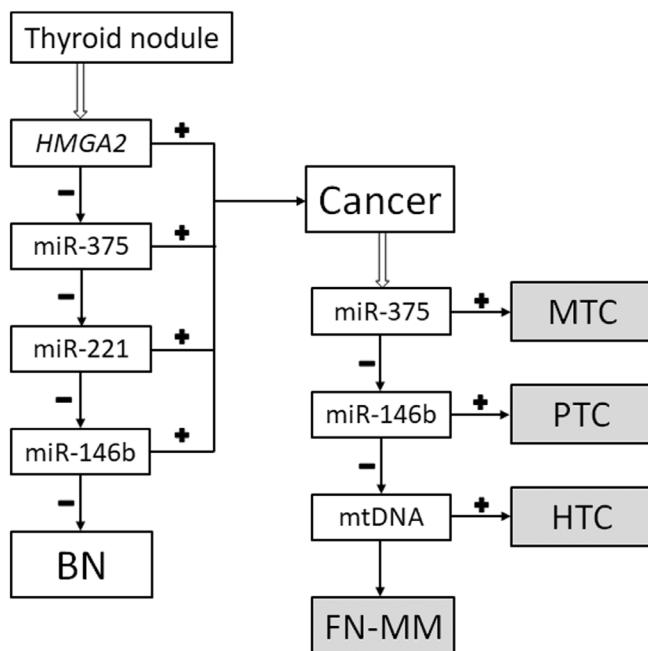 Thyroid nodule
HMGA2
+
−
miR-375
+
−
miR-221
+
−
miR-146b
+
−
BN
Cancer
miR-375
+
MTC
−
miR-146b
+
PTC
−
mtDNA
+
HTC
FN-MM